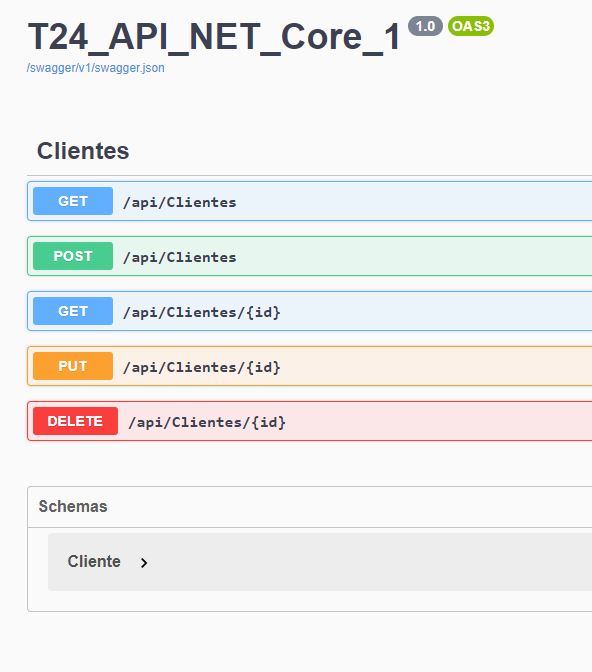 T24_API_NET_Core_1 1.0 OAS3
/swagger/v1/swagger.json
Clientes
GET /api/Clientes
POST /api/Clientes
GET /api/Clientes/{id}
PUT /api/Clientes/{id}
DELETE /api/Clientes/{id}
Schemas
Cliente